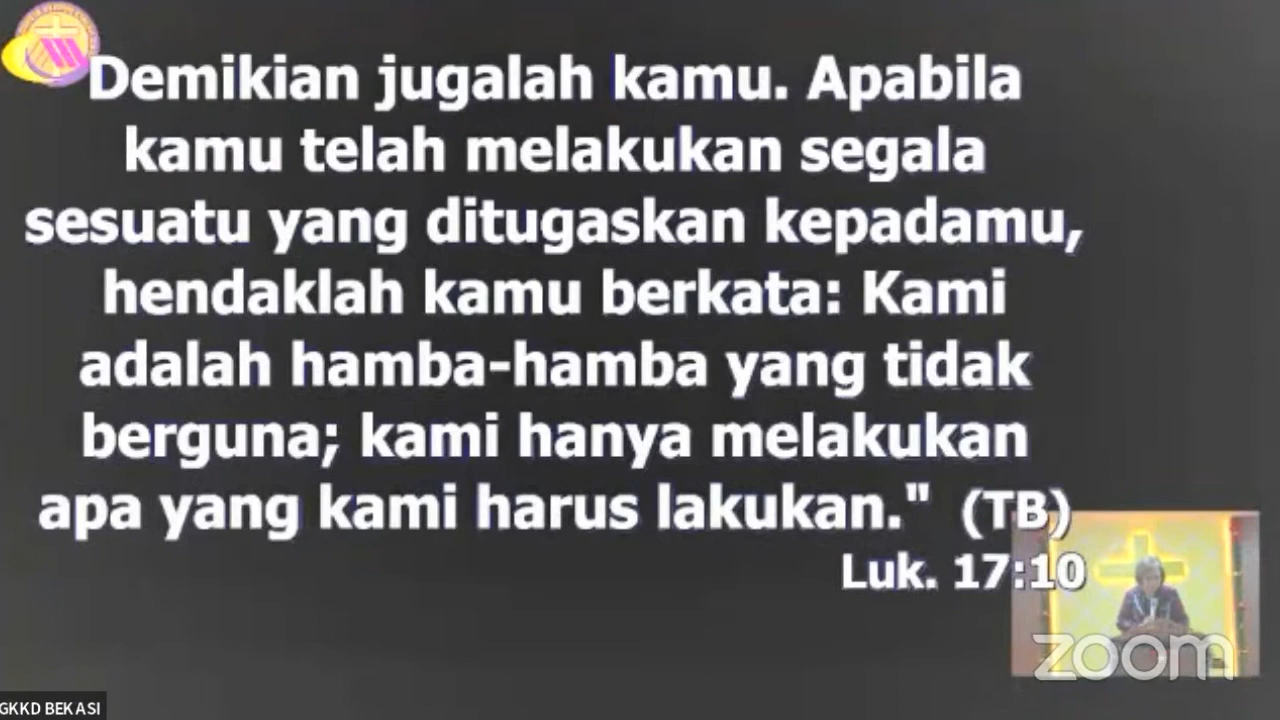 Demikian jugalah kamu. Apabila
kamu telah melakukan segala
sesuatu yang ditugaskan kepadamu,
hendaklah kamu berkata: Kami
adalah hamba-hamba yang tidak
berguna; kami hanya melakukan
apa yang kami harus lakukan." (TB)
Luk. 17:10
zoom
GKKD BEKASI